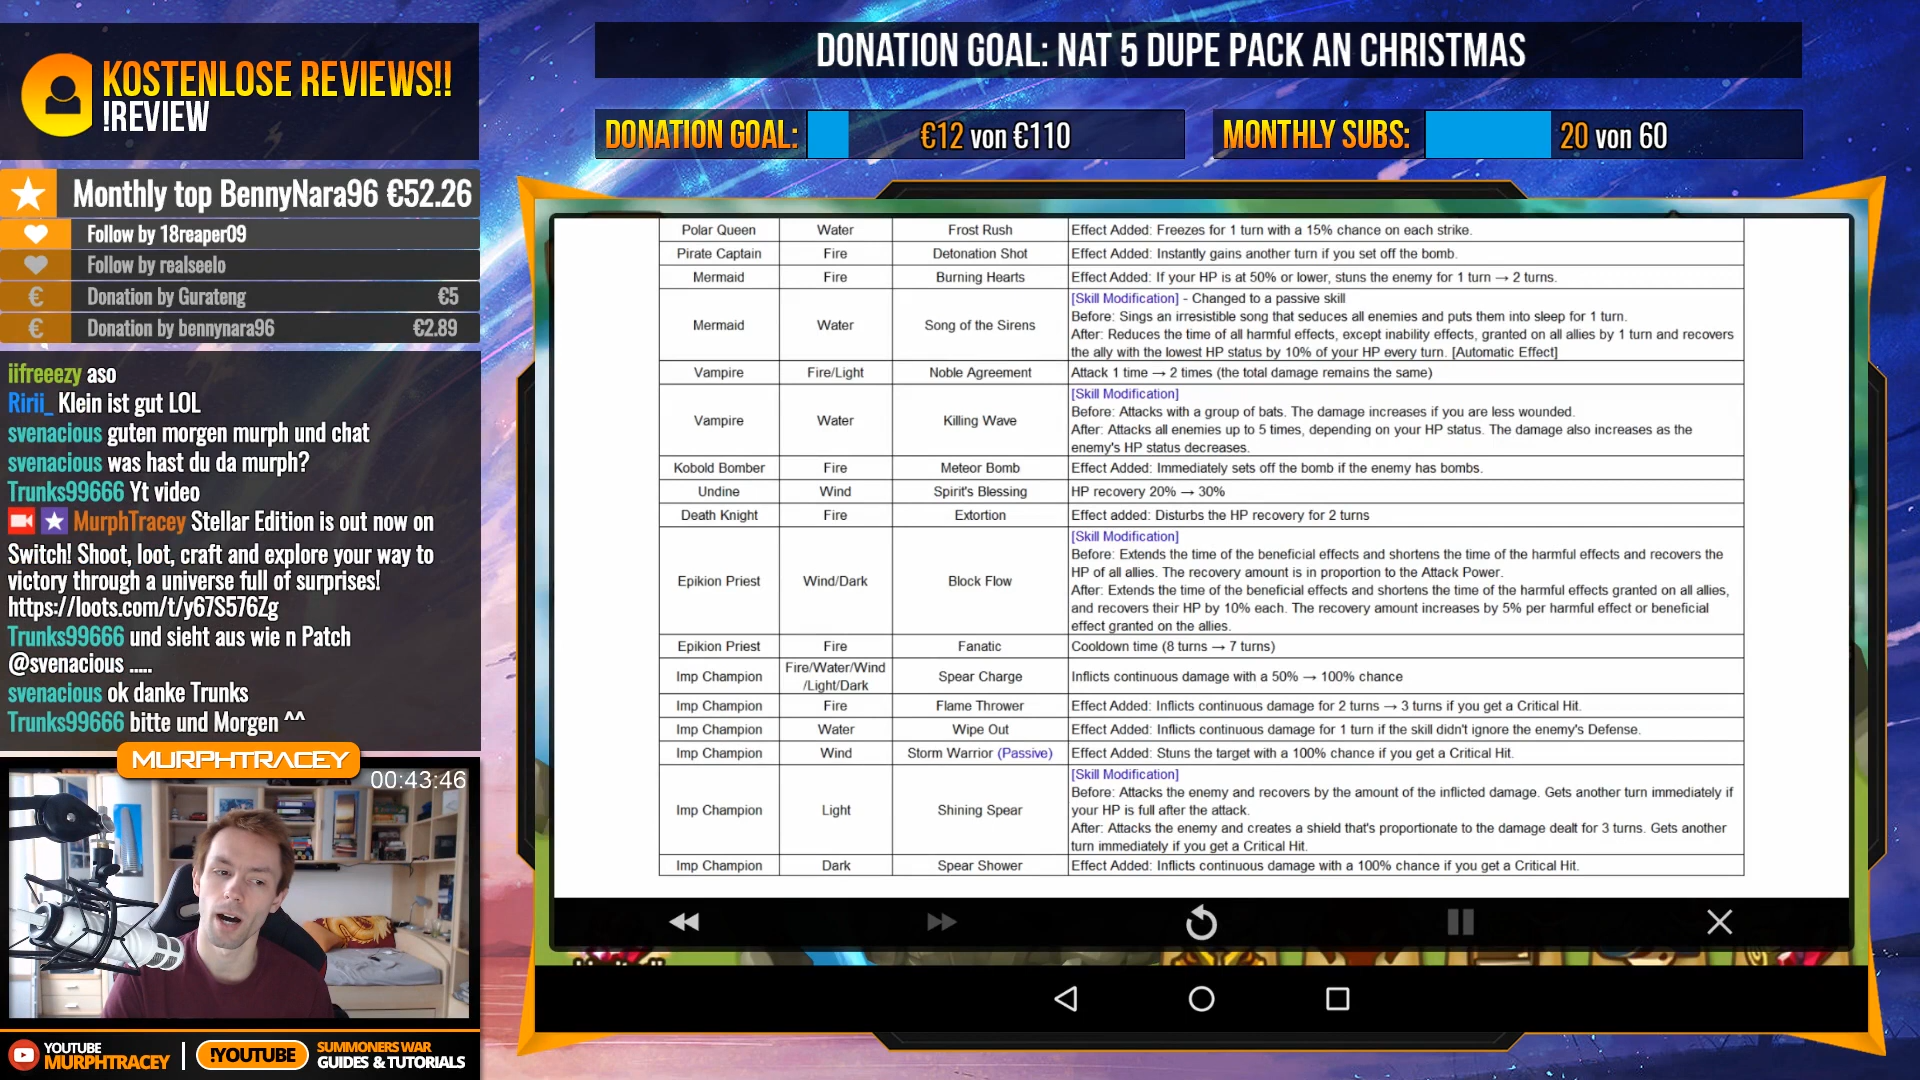 KOSTENLOSE REVIEWS!!
!REVIEW
Monthly top BennyNara96 €52.26
Follow by 18reaper09
Follow by realseelo
€ Donation by Gurateng €5
€ Donation by bennynara96 €2.89
iifreeezy aso
Ririi_ Klein ist gut LOL
svenacious guten morgen murph und chat
svenacious was hast du da murph?
Trunks99666 Yt video
MurphTracey Stellar Edition is out now on
Switch! Shoot, loot, craft and explore your way to
victory through a universe full of surprises!
https://loots.com/t/y67S576Zg
Trunks99666 und sieht aus wie n Patch
@svenacious .....
svenacious ok danke Trunks
Trunks99666 bitte und Morgen ^^
MURPHTRACEY
00:43:46
YOUTUBE
MURPHTRACEY
!YOUTUBE
SUMMONERS WAR
GUIDES & TUTORIALS
DONATION GOAL: NAT 5 DUPE PACK AN CHRISTMAS
DONATION GOAL: €12 von €110
MONTHLY SUBS: 20 von 60
Polar Queen Water Frost Rush Effect Added: Freezes for 1 turn with a 15% chance on each strike.
Pirate Captain Fire Detonation Shot Effect Added: Instantly gains another turn if you set off the bomb.
Mermaid Fire Burning Hearts Effect Added: If your HP is at 50% or lower, stuns the enemy for 1 turn → 2 turns.
Mermaid Water Song of the Sirens
[Skill Modification] - Changed to a passive skill
Before: Sings an irresistible song that seduces all enemies and puts them into sleep for 1 turn.
After: Reduces the time of all harmful effects, except inability effects, granted on all allies by 1 turn and recovers
the ally with the lowest HP status by 10% of your HP every turn. [Automatic Effect]
Vampire Fire/Light Noble Agreement Attack 1 time → 2 times (the total damage remains the same)
Vampire Water Killing Wave
[Skill Modification]
Before: Attacks with a group of bats. The damage increases if you are less wounded.
After: Attacks all enemies up to 5 times, depending on your HP status. The damage also increases as the
enemy's HP status decreases.
Kobold Bomber Fire Meteor Bomb Effect Added: Immediately sets off the bomb if the enemy has bombs.
Undine Wind Spirit's Blessing HP recovery 20% → 30%
Death Knight Fire Extortion Effect added: Disturbs the HP recovery for 2 turns
Epikion Priest Wind/Dark Block Flow
[Skill Modification]
Before: Extends the time of the beneficial effects and shortens the time of the harmful effects and recovers the
HP of all allies. The recovery amount is in proportion to the Attack Power.
After: Extends the time of the beneficial effects and shortens the time of the harmful effects granted on all allies,
and recovers their HP by 10% each. The recovery amount increases by 5% per harmful effect or beneficial
effect granted on the allies.
Epikion Priest Fire Fanatic Cooldown time (8 turns → 7 turns)
Imp Champion Fire/Water/Wind
/Light/Dark Spear Charge Inflicts continuous damage with a 50% → 100% chance
Imp Champion Fire Flame Thrower Effect Added: Inflicts continuous damage for 2 turns → 3 turns if you get a Critical Hit.
Imp Champion Water Wipe Out Effect Added: Inflicts continuous damage for 1 turn if the skill didn't ignore the enemy's Defense.
Imp Champion Wind Storm Warrior (Passive) Effect Added: Stuns the target with a 100% chance if you get a Critical Hit.
Imp Champion Light Shining Spear
[Skill Modification]
Before: Attacks the enemy and recovers by the amount of the inflicted damage. Gets another turn immediately if
your HP is full after the attack.
After: Attacks the enemy and creates a shield that's proportionate to the damage dealt for 3 turns. Gets another
turn immediately if you get a Critical Hit.
Imp Champion Dark Spear Shower Effect Added: Inflicts continuous damage with a 100% chance if you get a Critical Hit.